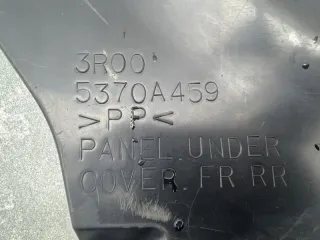 3R00
5370A459
>PP<
PANEL.UNDER
COVER.FR RR